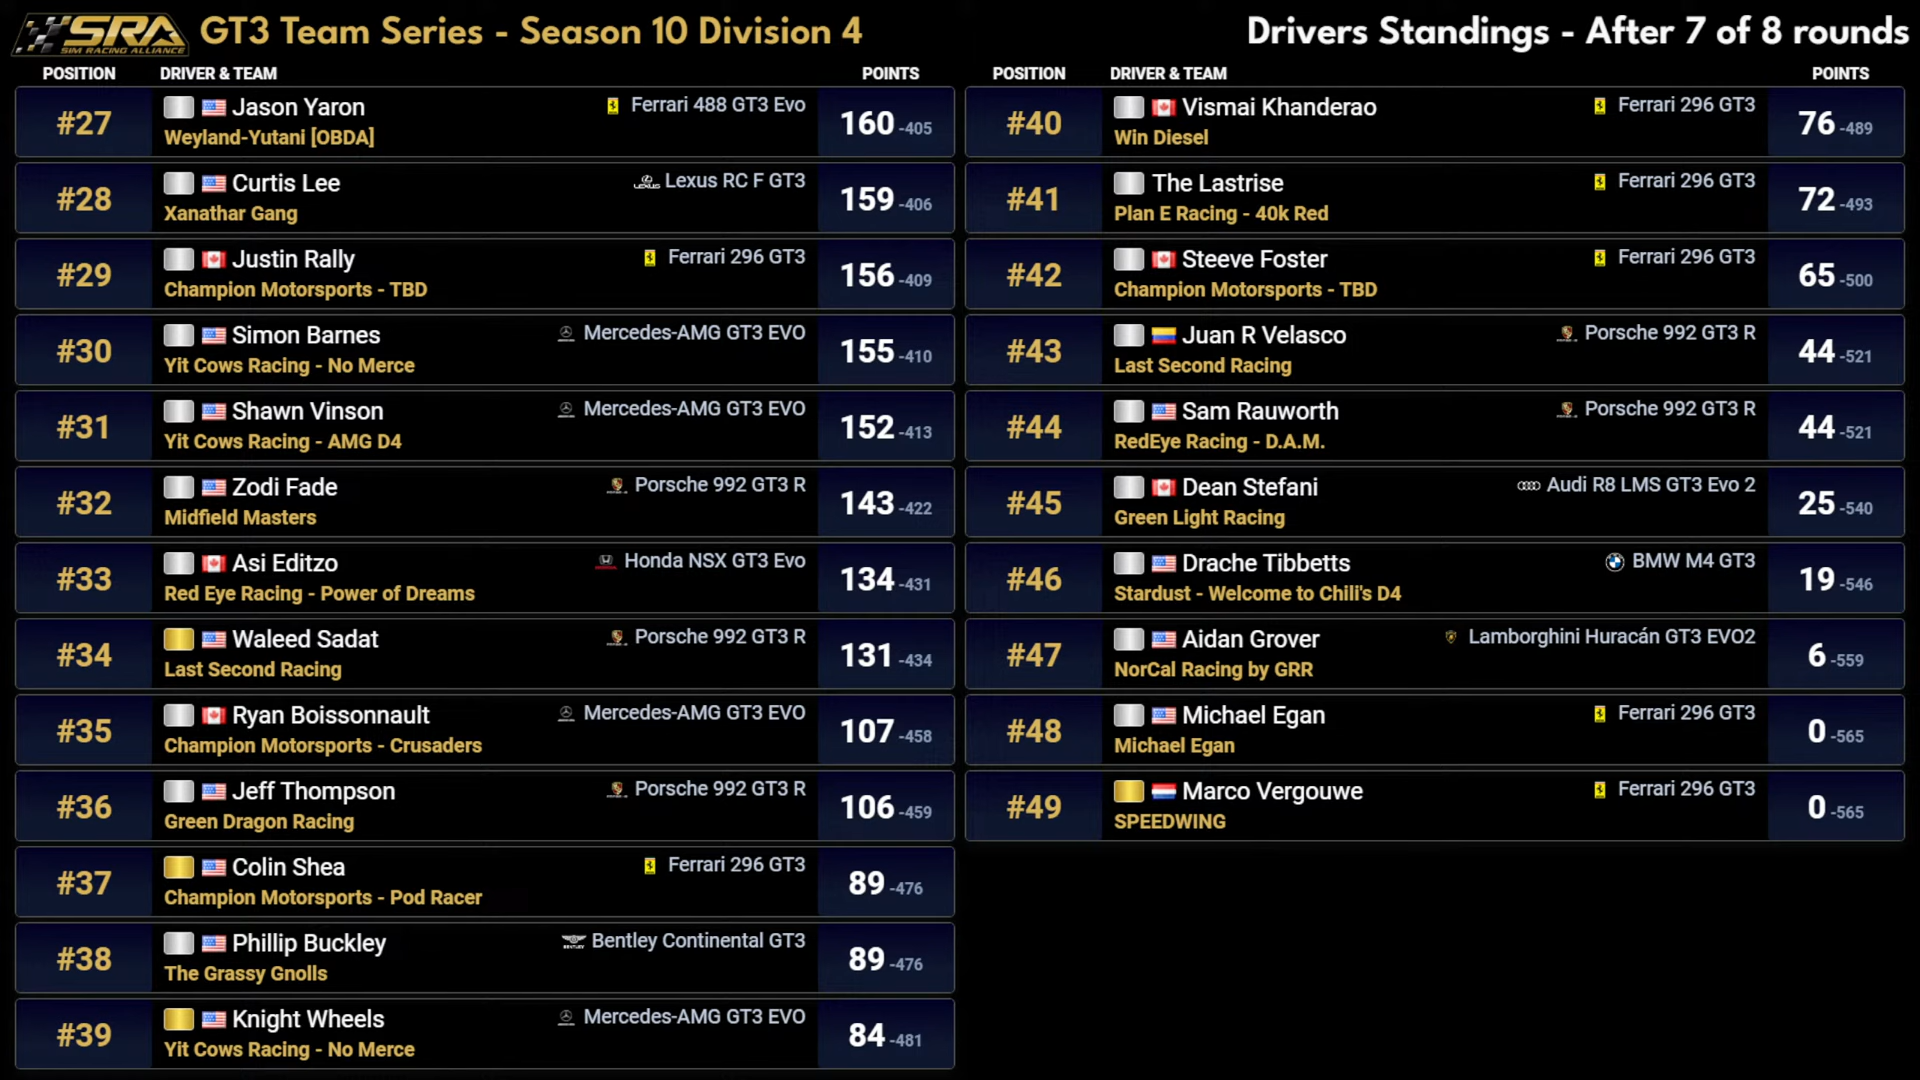 SRA
SIM RACING ALLIANCE
GT3 Team Series - Season 10 Division 4
Drivers Standings - After 7 of 8 rounds
POSITION DRIVER & TEAM POINTS
#27 Jason Yaron Ferrari 488 GT3 Evo 160 -405
Weyland-Yutani [OBDA]
#28 Curtis Lee LEXUS Lexus RC F GT3 159 -406
Xanathar Gang
#29 Justin Rally Ferrari 296 GT3 156 -409
Champion Motorsports - TBD
#30 Simon Barnes Mercedes-AMG GT3 EVO 155 -410
Yit Cows Racing - No Merce
#31 Shawn Vinson Mercedes-AMG GT3 EVO 152 -413
Yit Cows Racing - AMG D4
#32 Zodi Fade Porsche 992 GT3 R 143 -422
Midfield Masters
#33 Asi Editzo Honda NSX GT3 Evo 134 -431
Red Eye Racing - Power of Dreams
#34 Waleed Sadat Porsche 992 GT3 R 131 -434
Last Second Racing
#35 Ryan Boissonnault Mercedes-AMG GT3 EVO 107 -458
Champion Motorsports - Crusaders
#36 Jeff Thompson Porsche 992 GT3 R 106 -459
Green Dragon Racing
#37 Colin Shea Ferrari 296 GT3 89 -476
Champion Motorsports - Pod Racer
#38 Phillip Buckley BENTLEY Bentley Continental GT3 89 -476
The Grassy Gnolls
#39 Knight Wheels Mercedes-AMG GT3 EVO 84 -481
Yit Cows Racing - No Merce
POSITION DRIVER & TEAM POINTS
#40 Vismai Khanderao Ferrari 296 GT3 76 -489
Win Diesel
#41 The Lastrise Ferrari 296 GT3 72 -493
Plan E Racing - 40k Red
#42 Steeve Foster Ferrari 296 GT3 65 -500
Champion Motorsports - TBD
#43 Juan R Velasco Porsche 992 GT3 R 44 -521
Last Second Racing
#44 Sam Rauworth Porsche 992 GT3 R 44 -521
RedEye Racing - D.A.M.
#45 Dean Stefani Audi R8 LMS GT3 Evo 2 25 -540
Green Light Racing
#46 Drache Tibbetts BMW M4 GT3 19 -546
Stardust - Welcome to Chili's D4
#47 Aidan Grover Lamborghini Huracán GT3 EVO2 6 -559
NorCal Racing by GRR
#48 Michael Egan Ferrari 296 GT3 0 -565
Michael Egan
#49 Marco Vergouwe Ferrari 296 GT3 0 -565
SPEEDWING